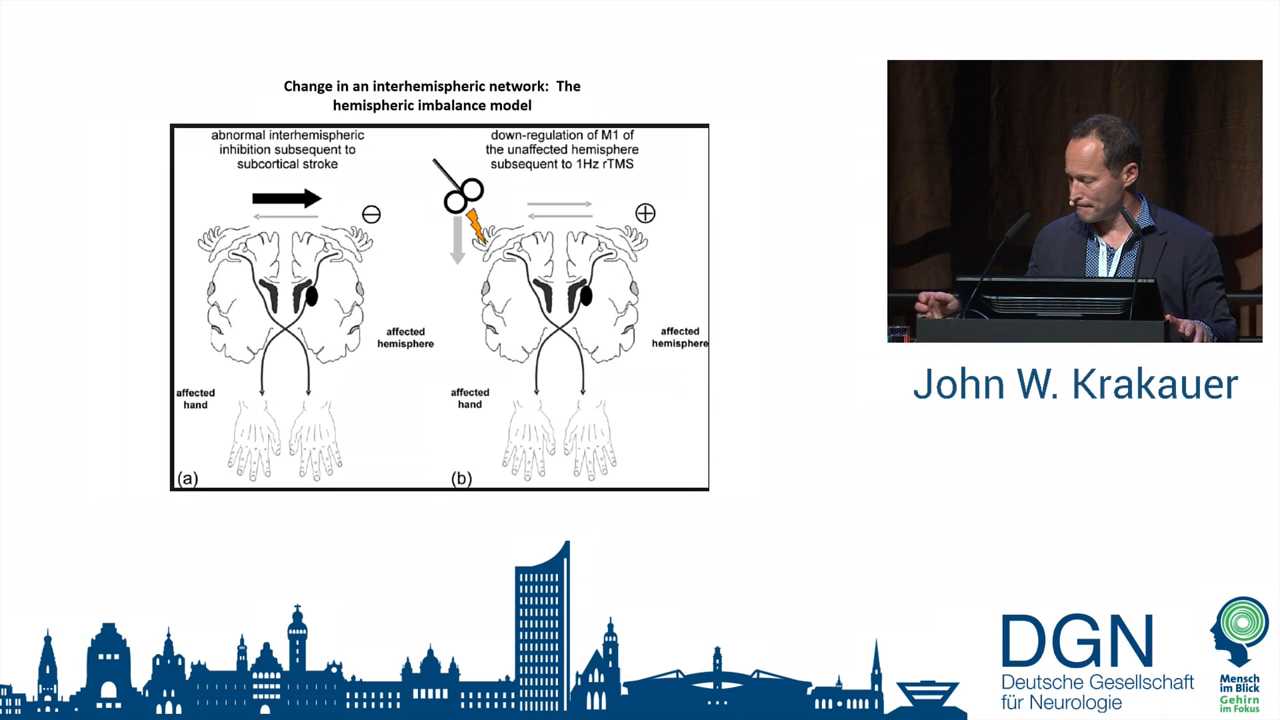 Change in an interhemispheric network: The
hemispheric imbalance model
abnormal interhemispheric
inhibition subsequent to
subcortical stroke
down-regulation of M1 of
the unaffected hemisphere
subsequent to 1Hz rTMS
affected
hemisphere
affected
hemisphere
affected
hand
affected
hand
(a)
(b)
John W. Krakauer
DGN
Deutsche Gesellschaft
für Neurologie
Mensch
im Blick
Gehirn
im Fokus